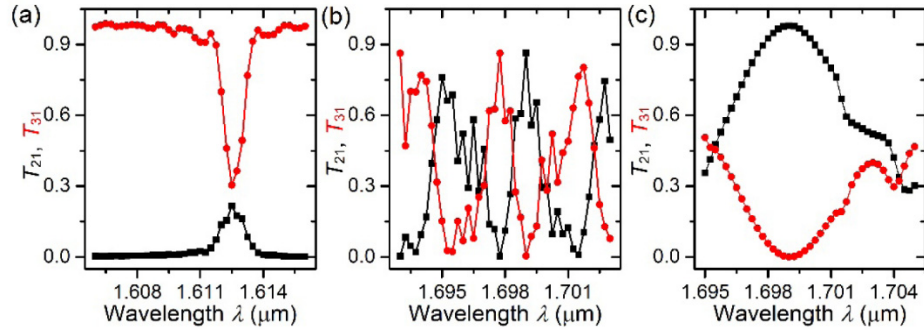 (a)
T21, T31
0.9
0.6
0.3
0.0
1.608 1.611 1.614
Wavelength λ (μm)
(b)
T21, T31
0.9
0.6
0.3
0.0
1.695 1.698 1.701
Wavelength λ (μm)
(c)
T21, T31
0.9
0.6
0.3
0.0
1.695 1.698 1.701 1.704
Wavelength λ (μm)